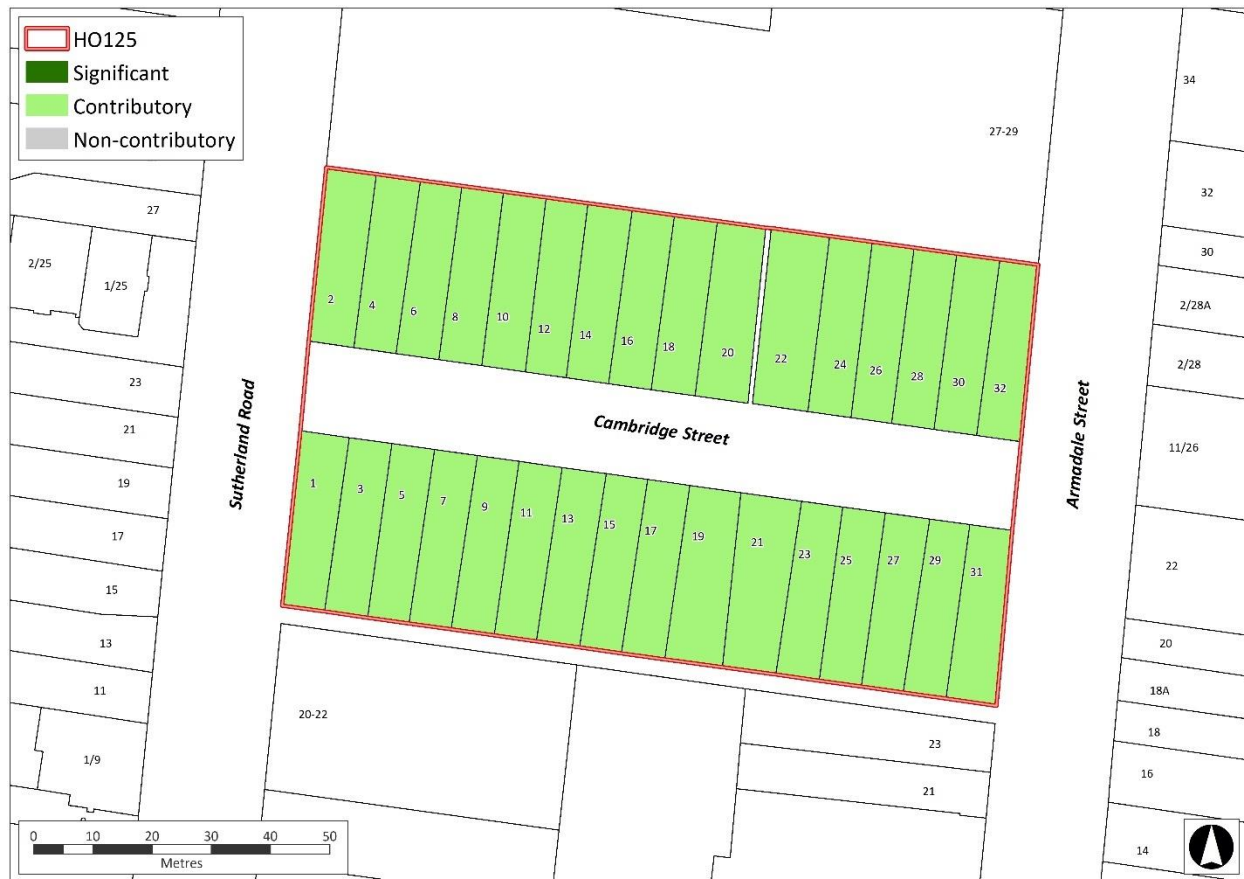 HO125
Significant
Contributory
Non-contributory
34
27-29
32
27
30
2/25
1/25
2/28A
2 4 6 8 10 12 14 16 18 20 22 24 26 28 30 32
2/28
23
21
Sutherland Road
Cambridge Street
Armadale Street
11/26
19
1 3 5 7 9 11 13 15 17 19 21 23 25 27 29 31
17
22
15
13
20
11
18A
20-22
23
18
1/9
21
16
14
0 10 20 30 40 50
Metres